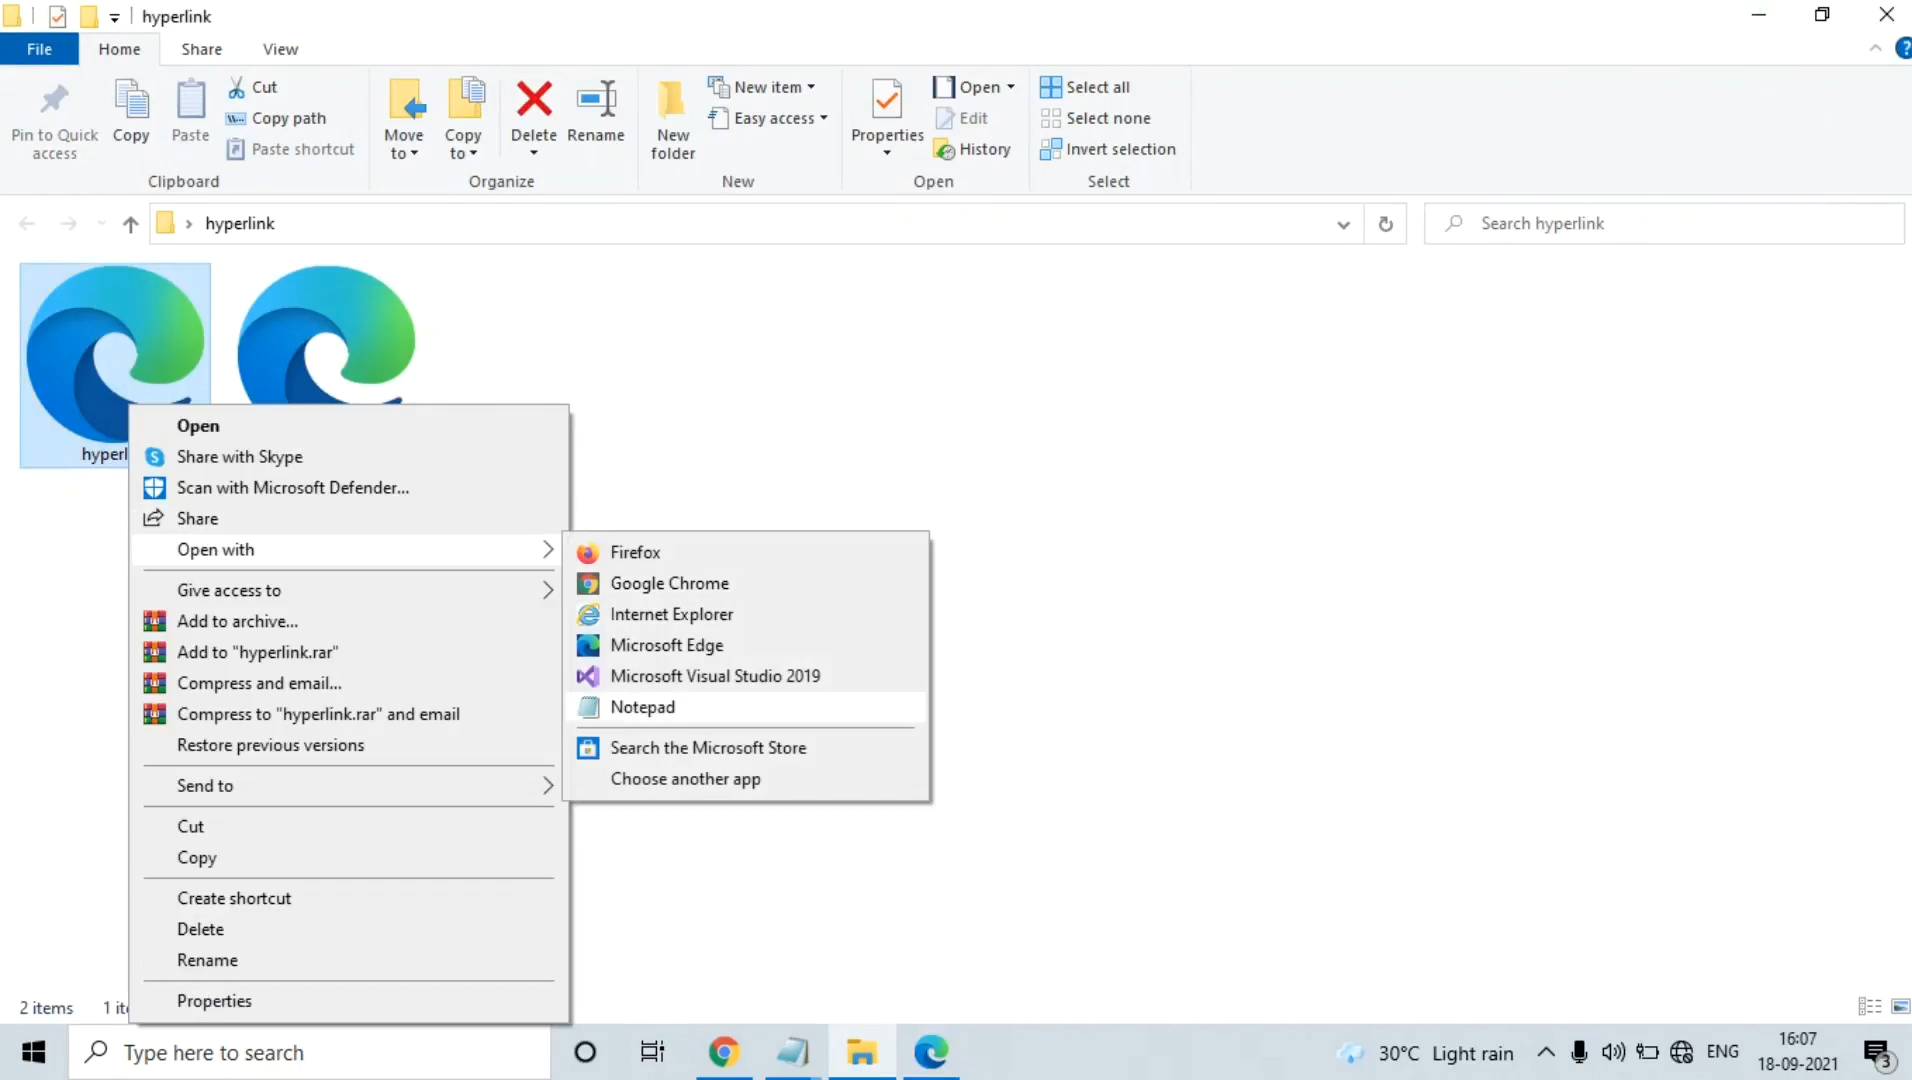 hyperlink
File Home Share View
Pin to Quick access
Copy
Paste
Cut
Copy path
Paste shortcut
Clipboard
Move to
Copy to
Delete
Rename
Organize
New folder
New item
Easy access
New
Properties
Open
Edit
History
Open
Select all
Select none
Invert selection
Select
hyperlink
Search hyperlink
hyperl
Open
Share with Skype
Scan with Microsoft Defender...
Share
Open with
Give access to
Add to archive...
Add to "hyperlink.rar"
Compress and email...
Compress to "hyperlink.rar" and email
Restore previous versions
Send to
Cut
Copy
Create shortcut
Delete
Rename
Properties
Firefox
Google Chrome
Internet Explorer
Microsoft Edge
Microsoft Visual Studio 2019
Notepad
Search the Microsoft Store
Choose another app
2 items 1 it
Type here to search
30°C Light rain
ENG
16:07
18-09-2021
3